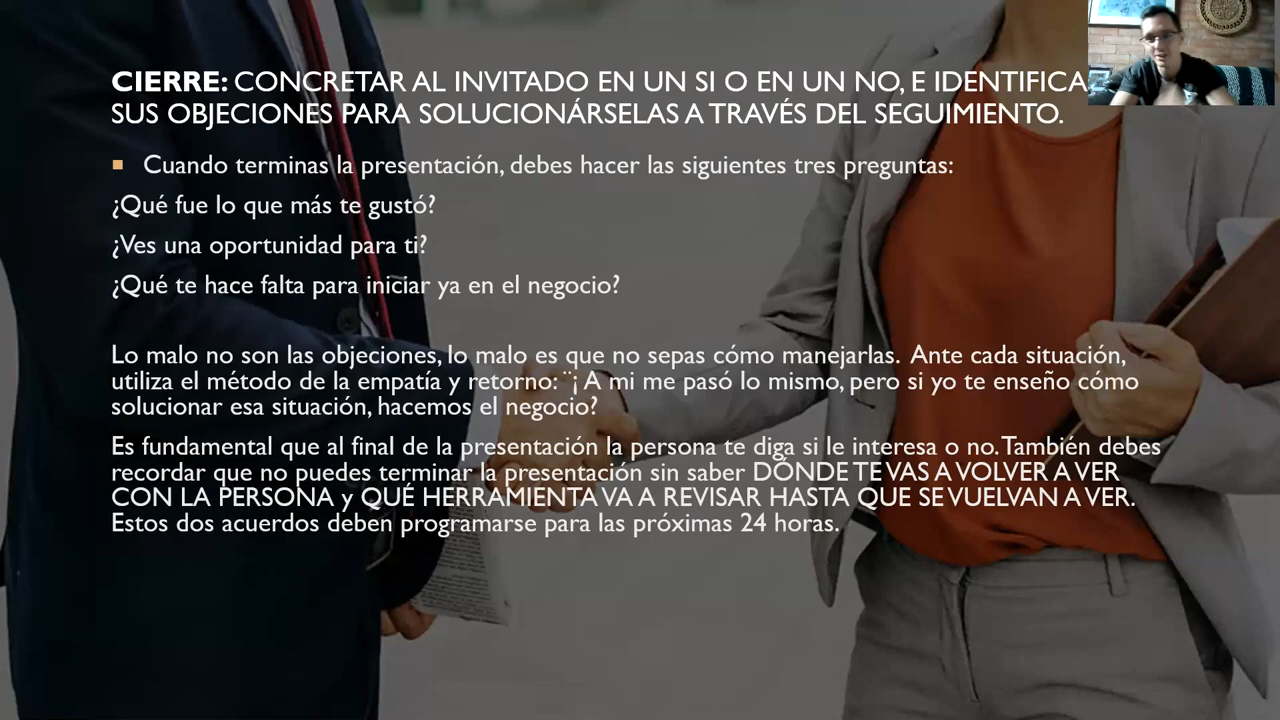 CIERRE: CONCRETAR AL INVITADO EN UN SI O EN UN NO, E IDENTIFICA
SUS OBJECIONES PARA SOLUCIONÁRSELAS A TRAVÉS DEL SEGUIMIENTO.
▪ Cuando terminas la presentación, debes hacer las siguientes tres preguntas:
¿Qué fue lo que más te gustó?
¿Ves una oportunidad para ti?
¿Qué te hace falta para iniciar ya en el negocio?
Lo malo no son las objeciones, lo malo es que no sepas cómo manejarlas. Ante cada situación,
utiliza el método de la empatía y retorno: ¨¡ A mi me pasó lo mismo, pero si yo te enseño cómo
solucionar esa situación, hacemos el negocio?
Es fundamental que al final de la presentación la persona te diga si le interesa o no. También debes
recordar que no puedes terminar la presentación sin saber DÓNDE TE VAS A VOLVER A VER
CON LA PERSONA y QUÉ HERRAMIENTA VA A REVISAR HASTA QUE SE VUELVAN A VER.
Estos dos acuerdos deben programarse para las próximas 24 horas.